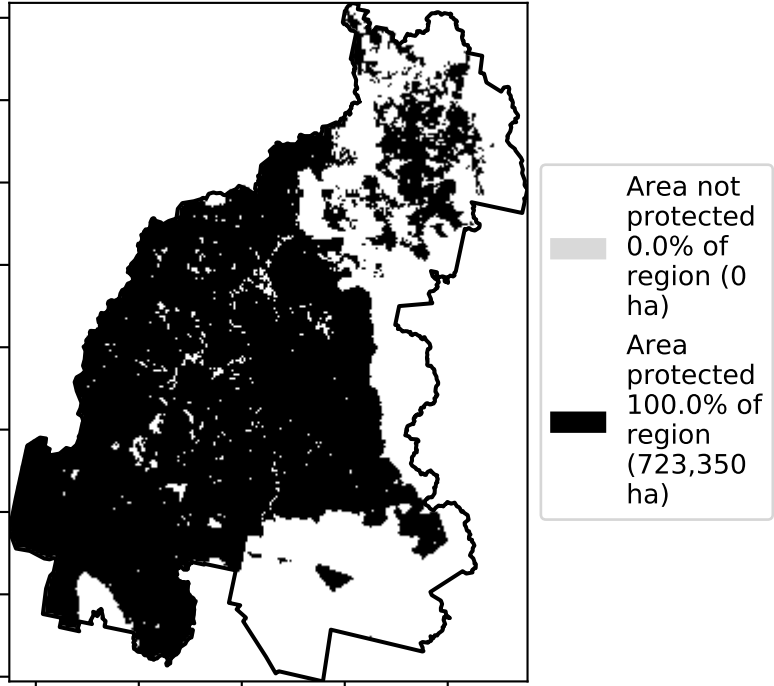 Area not
protected
0.0% of
region (0
ha)
Area
protected
100.0% of
region
(723,350
ha)